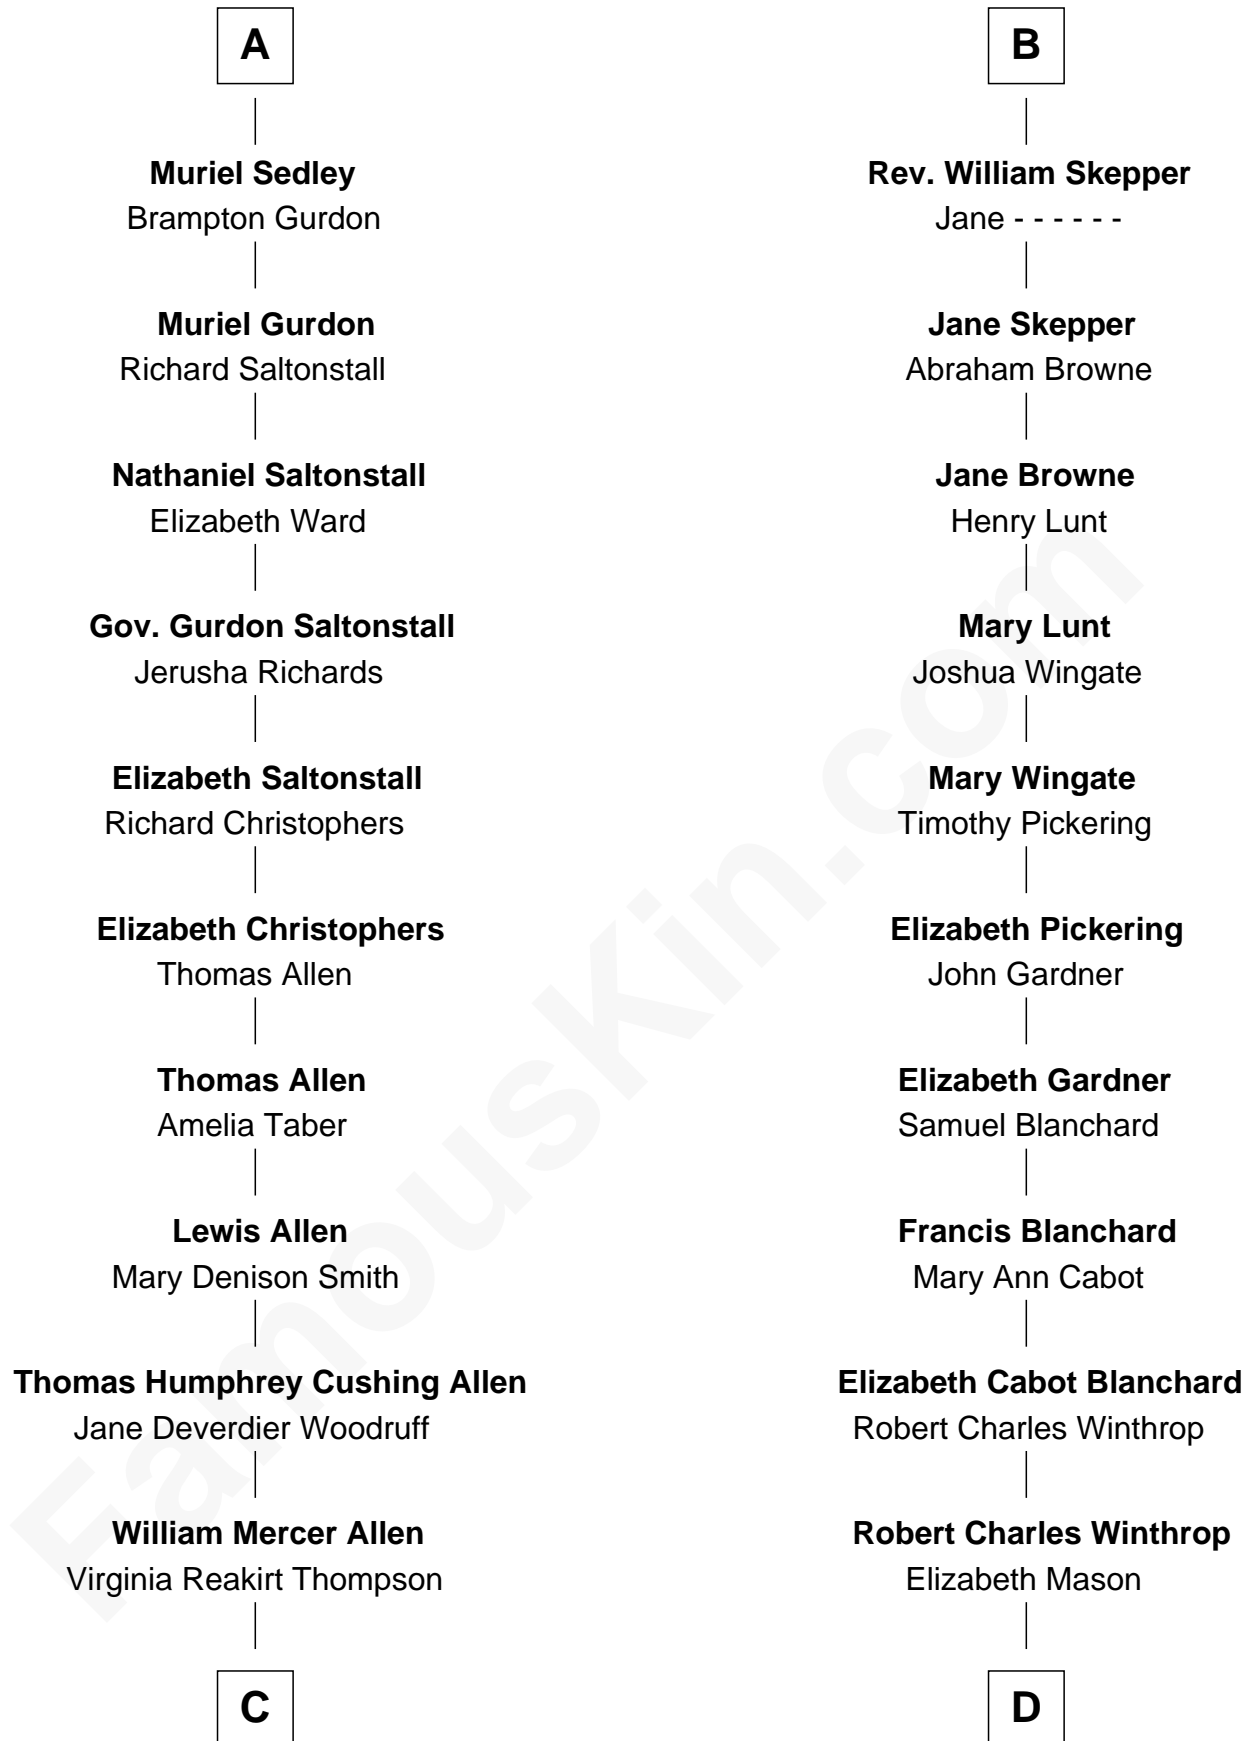 A
Muriel Sedley
Brampton Gurdon
Muriel Gurdon
Richard Saltonstall
Nathaniel Saltonstall
Elizabeth Ward
Gov. Gurdon Saltonstall
Jerusha Richards
Elizabeth Saltonstall
Richard Christophers
Elizabeth Christophers
Thomas Allen
Thomas Allen
Amelia Taber
Lewis Allen
Mary Denison Smith
Thomas Humphrey Cushing Allen
Jane Deverdier Woodruff
William Mercer Allen
Virginia Reakirt Thompson
C
B
Rev. William Skepper
Jane - - - - - -
Jane Skepper
Abraham Browne
Jane Browne
Henry Lunt
Mary Lunt
Joshua Wingate
Mary Wingate
Timothy Pickering
Elizabeth Pickering
John Gardner
Elizabeth Gardner
Samuel Blanchard
Francis Blanchard
Mary Ann Cabot
Elizabeth Cabot Blanchard
Robert Charles Winthrop
Robert Charles Winthrop
Elizabeth Mason
D
FamousKin.com